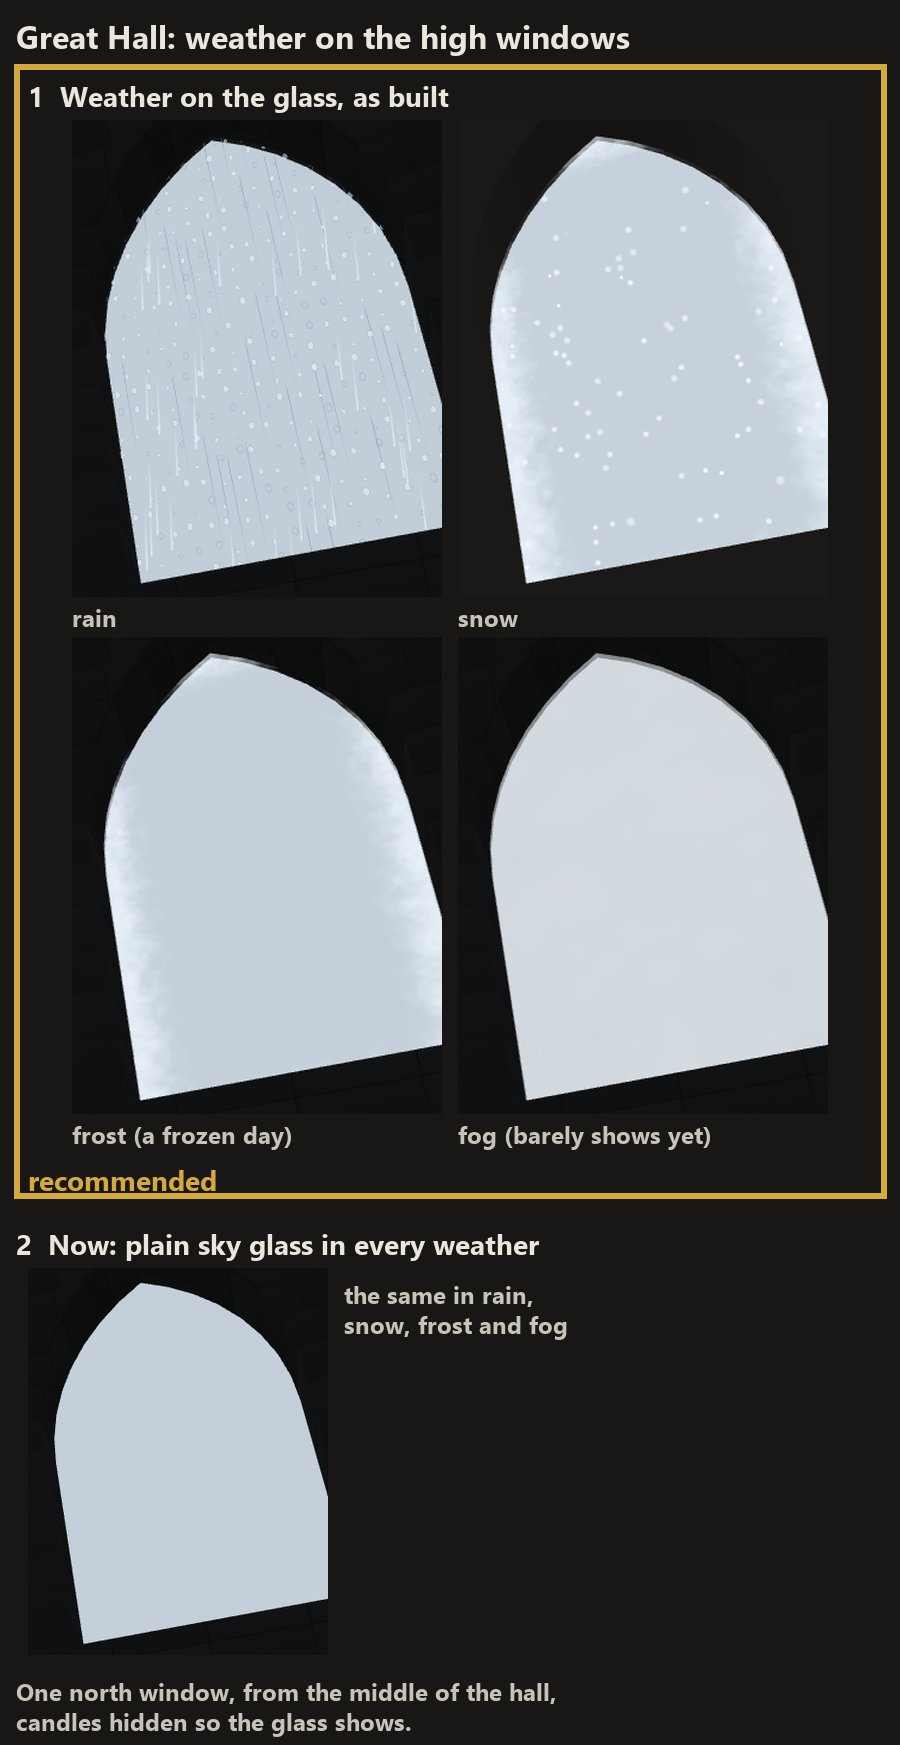 Great Hall: weather on the high windows
1 Weather on the glass, as built
rain
snow
frost (a frozen day)
fog (barely shows yet)
recommended
2 Now: plain sky glass in every weather
the same in rain,
snow, frost and fog
One north window, from the middle of the hall,
candles hidden so the glass shows.